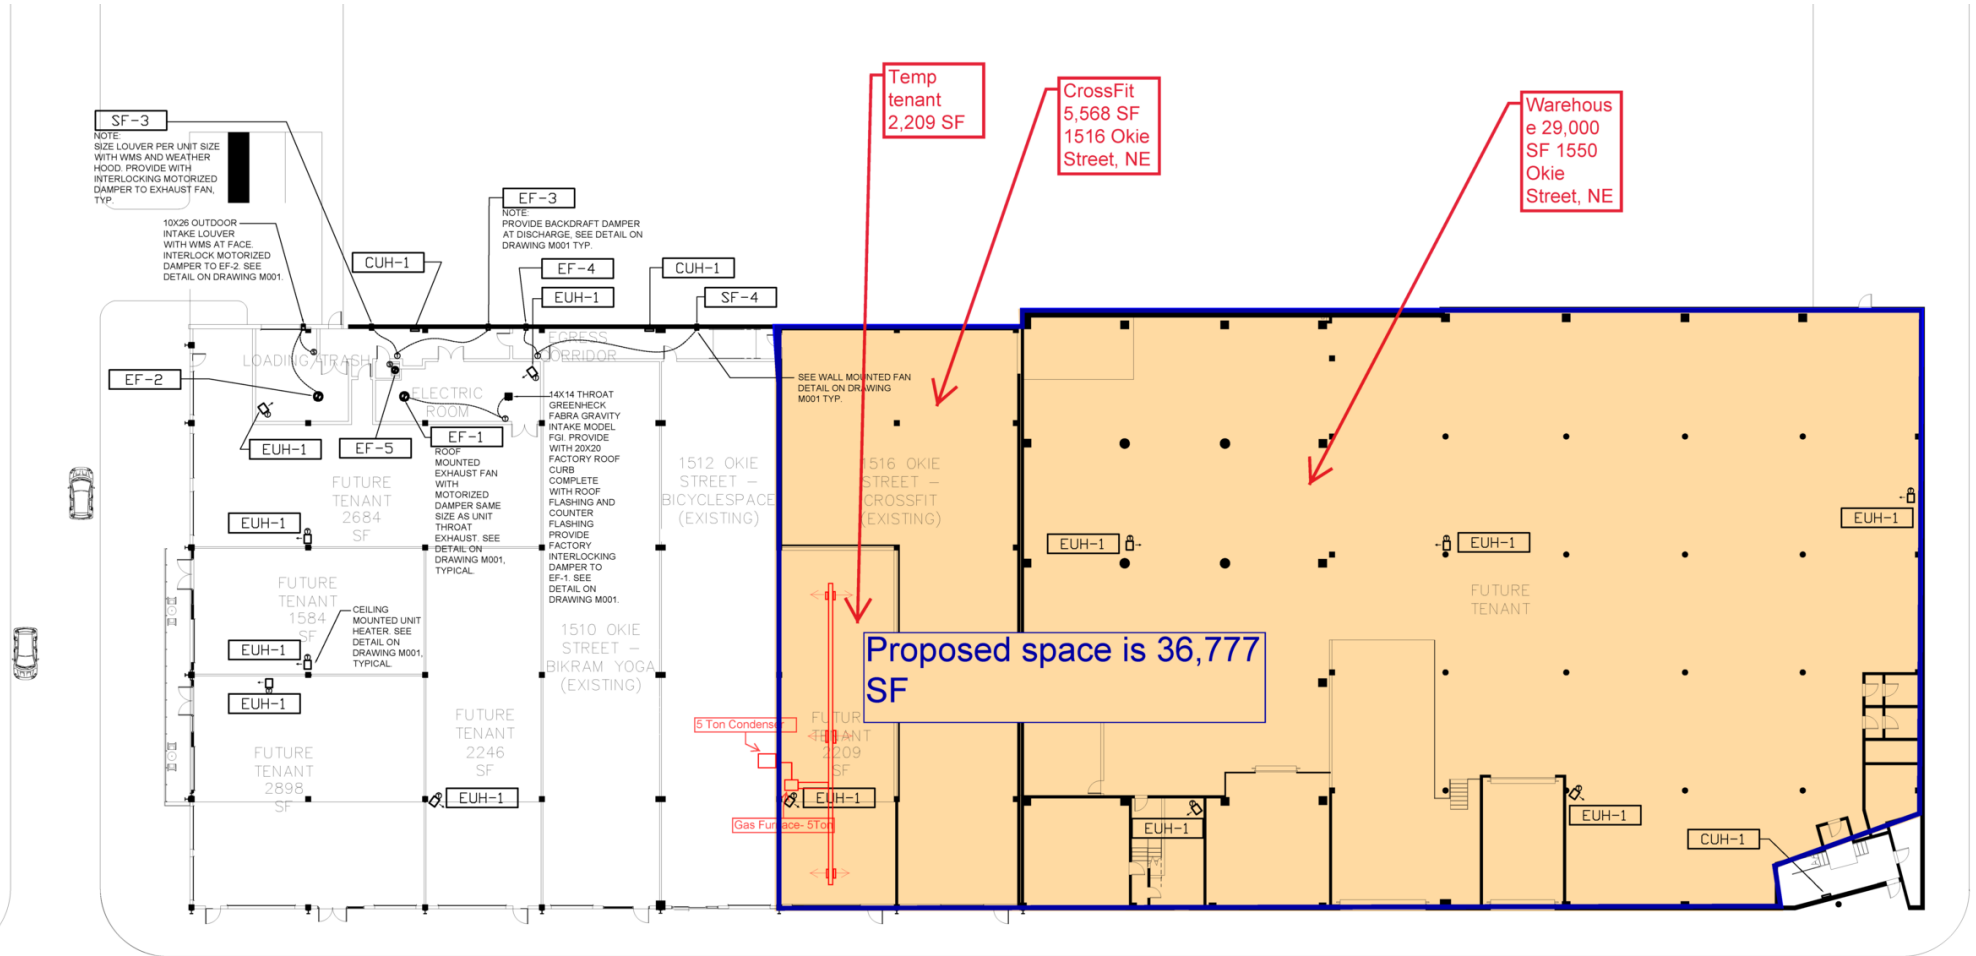 Temp
tenant
2,209 SF
CrossFit
5,568 SF
1516 Okie
Street, NE
Warehous
e 29,000
SF 1550
Okie
Street, NE
SF-3
NOTE:
SIZE LOUVER PER UNIT SIZE
WITH WMS AND WEATHER
HOOD. PROVIDE WITH
INTERLOCKING MOTORIZED
DAMPER TO EXHAUST FAN,
TYP.
10X26 OUTDOOR
INTAKE LOUVER
WITH WMS AT FACE.
INTERLOCK MOTORIZED
DAMPER TO EF-2. SEE
DETAIL ON DRAWING M001.
EF-3
NOTE:
PROVIDE BACKDRAFT DAMPER
AT DISCHARGE, SEE DETAIL ON
DRAWING M001 TYP.
CUH-1
EF-4
EUH-1
CUH-1
SF-4
LOADING/TRASH
EGRESS
CORRIDOR
EF-2
ELECTRIC
ROOM
EUH-1
EF-5
EF-1
ROOF
MOUNTED
EXHAUST FAN
WITH
MOTORIZED
DAMPER SAME
SIZE AS UNIT
THROAT
EXHAUST. SEE
DETAIL ON
DRAWING M001,
TYPICAL.
14X14 THROAT
GREENHECK
FABRA GRAVITY
INTAKE MODEL
FGI. PROVIDE
WITH 20X20
FACTORY ROOF
CURB
COMPLETE
WITH ROOF
FLASHING AND
COUNTER
FLASHING
PROVIDE
FACTORY
INTERLOCKING
DAMPER TO
EF-1. SEE
DETAIL ON
DRAWING M001.
SEE WALL MOUNTED FAN
DETAIL ON DRAWING
M001 TYP.
FUTURE
TENANT
2684
SF
1512 OKIE
STREET –
BICYCLESPACE
(EXISTING)
1516 OKIE
STREET –
CROSSFIT
(EXISTING)
EUH-1
EUH-1
EUH-1
EUH-1
FUTURE
TENANT
1584
SF
CEILING
MOUNTED UNIT
HEATER. SEE
DETAIL ON
DRAWING M001,
TYPICAL.
EUH-1
EUH-1
1510 OKIE
STREET –
BIKRAM YOGA
(EXISTING)
FUTURE
TENANT
Proposed space is 36,777
SF
FUTURE
TENANT
2898
SF
FUTURE
TENANT
2246
SF
5 Ton Condenser
FUTURE
TENANT
2209
SF
EUH-1
EUH-1
Gas Furnace- 5Ton
EUH-1
EUH-1
CUH-1